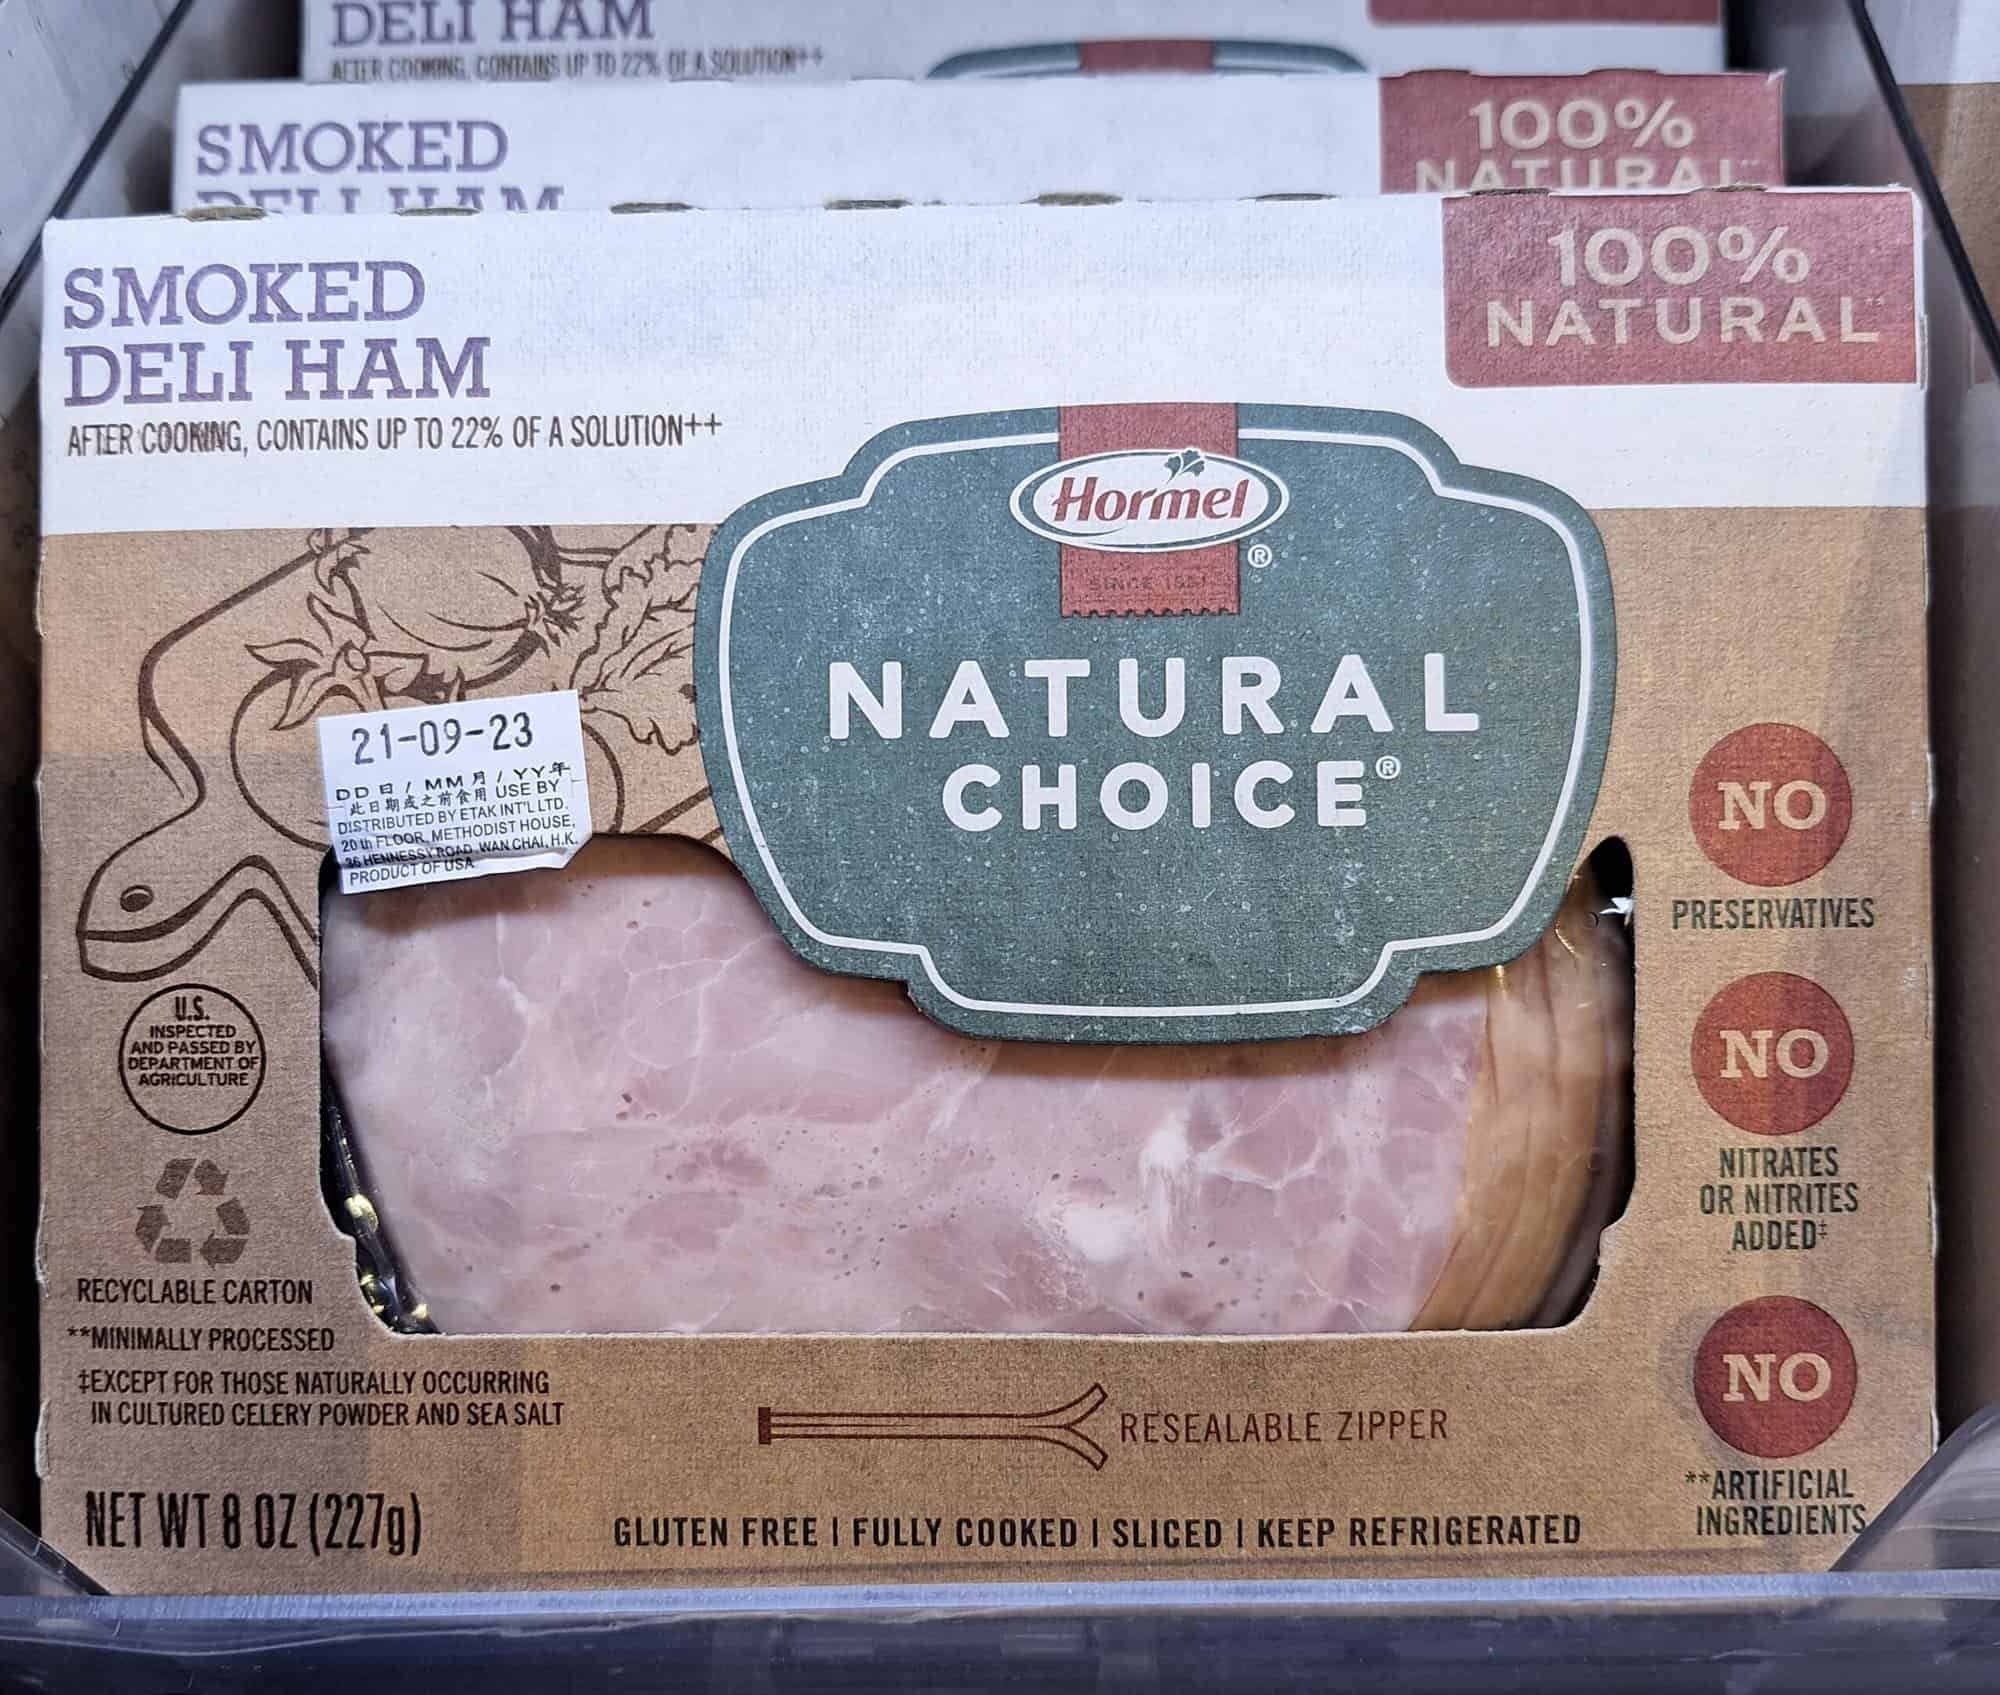 DELI HAM
AFTER COOKING, CONTAINS UP TO 22% OF A SOLUTION++
SMOKED
DELI HAM
100%
NATURAL**
SMOKED
DELI HAM
AFTER COOKING, CONTAINS UP TO 22% OF A SOLUTION++
100%
NATURAL**
Hormel
®
SINCE 1891
NATURAL
CHOICE®
21-09-23
DD日/MM月/YY年
此日期或之前食用 USE BY
DISTRIBUTED BY ETAK INT'L LTD.
20 th FLOOR, METHODIST HOUSE,
36 HENNESSY ROAD, WAN CHAI, H.K.
PRODUCT OF USA
NO
PRESERVATIVES
NO
NITRATES
OR NITRITES
ADDED‡
NO
**ARTIFICIAL
INGREDIENTS
U.S.
INSPECTED
AND PASSED BY
DEPARTMENT OF
AGRICULTURE
RECYCLABLE CARTON
**MINIMALLY PROCESSED
‡EXCEPT FOR THOSE NATURALLY OCCURRING
IN CULTURED CELERY POWDER AND SEA SALT
RESEALABLE ZIPPER
NET WT 8 OZ (227g)
GLUTEN FREE | FULLY COOKED | SLICED | KEEP REFRIGERATED